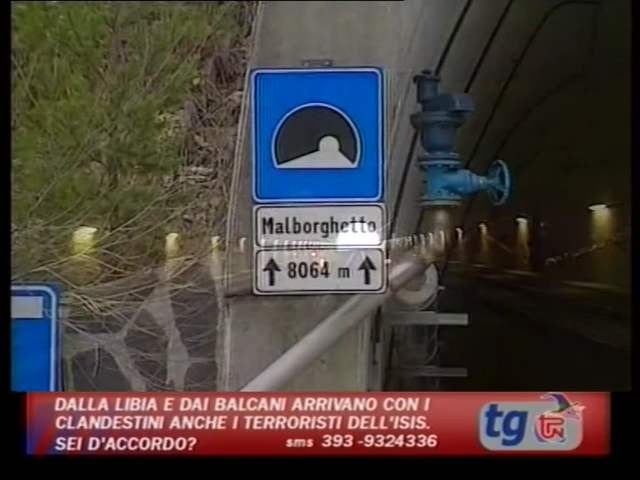 Malborghetto
8064 m
DALLA LIBIA E DAI BALCANI ARRIVANO CON I
CLANDESTINI ANCHE I TERRORISTI DELL'ISIS.
SEI D'ACCORDO? sms 393 -9324336
tg